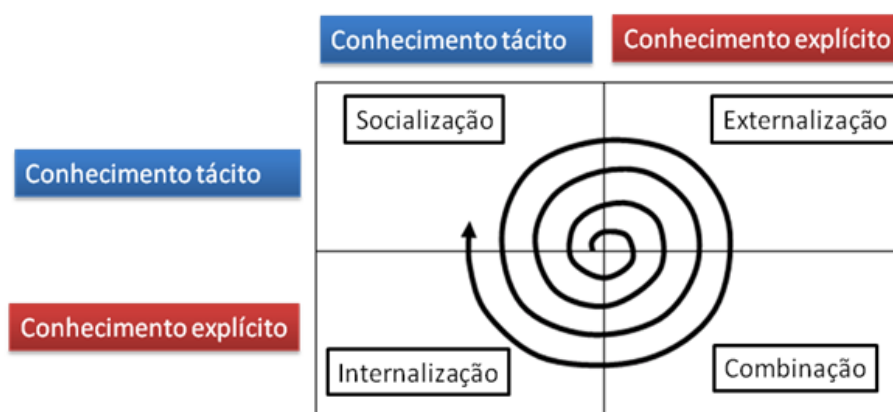 Conhecimento tácito
Conhecimento explícito
Socialização
Externalização
Conhecimento tácito
Conhecimento explícito
Internalização
Combinação